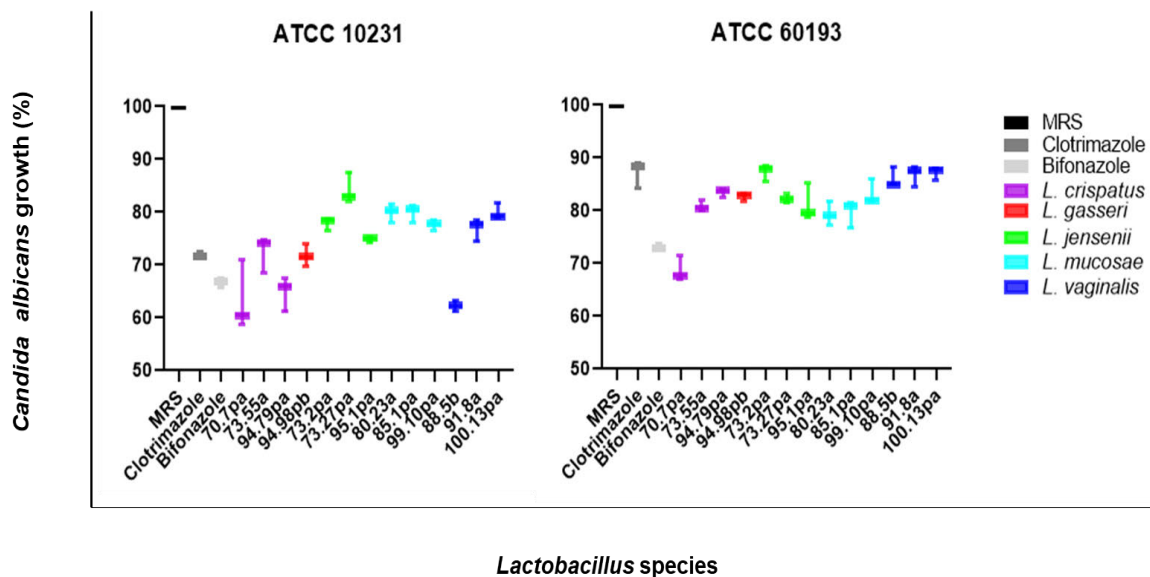 ATCC 10231
ATCC 60193
Candida albicans growth (%)
100
90
80
70
60
50
MRS
Clotrimazole
Bifonazole
70.7pa
73.55a
94.79pa
94.98pb
73.2pa
73.27pa
95.1pa
80.23a
85.1pa
99.10pa
88.5b
91.8a
100.13pa
100
90
80
70
60
50
MRS
Clotrimazole
Bifonazole
70.7pa
73.55a
94.79pa
94.98pb
73.2pa
73.27pa
95.1pa
80.23a
85.1pa
99.10pa
88.5b
91.8a
100.13pa
MRS
Clotrimazole
Bifonazole
L. crispatus
L. gasseri
L. jensenii
L. mucosae
L. vaginalis
Lactobacillus species